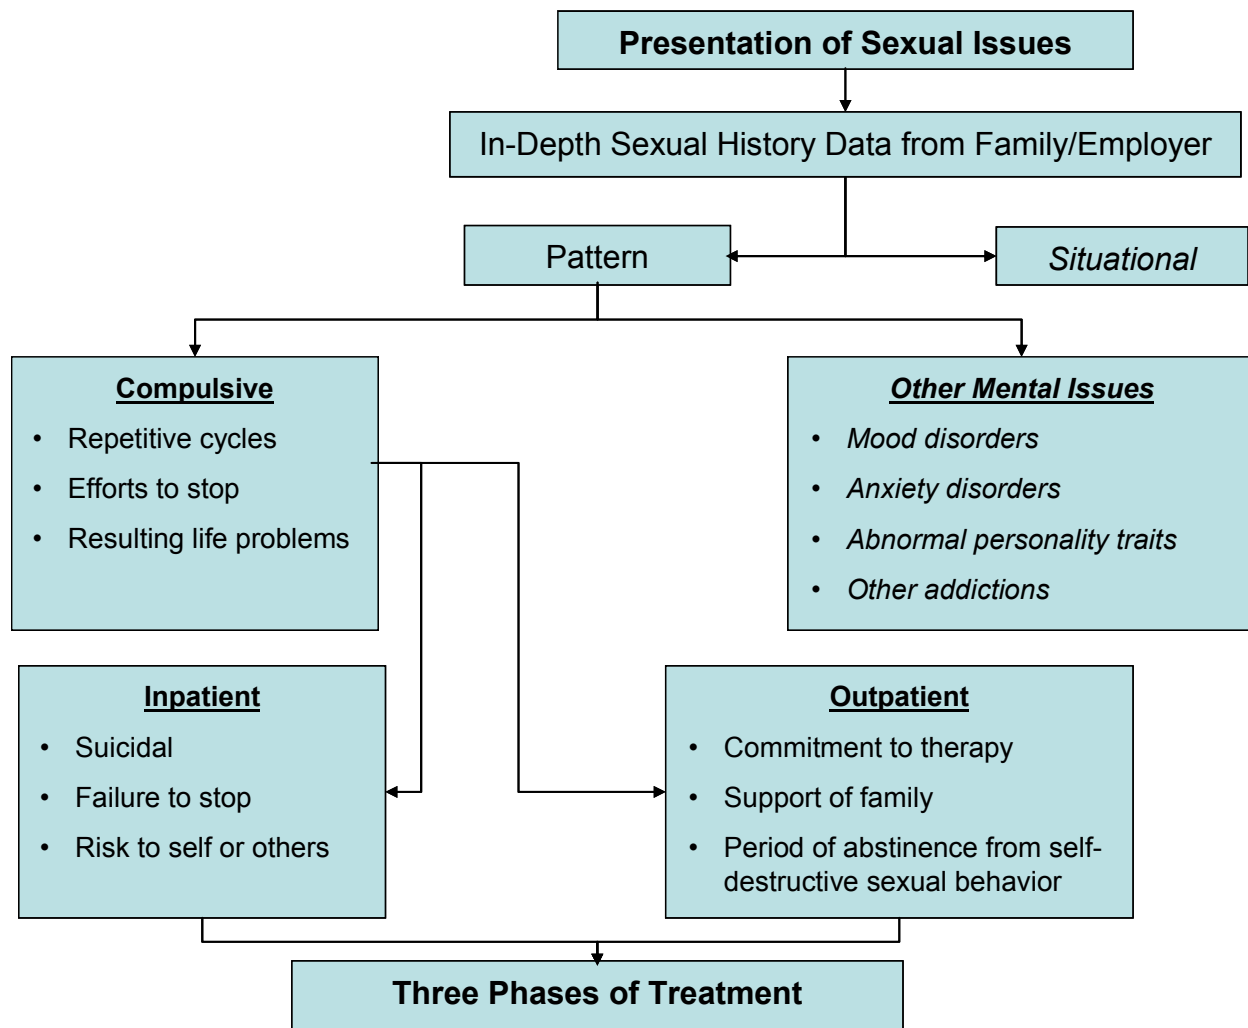 Presentation of Sexual Issues
In-Depth Sexual History Data from Family/Employer
Pattern
Situational
Compulsive
• Repetitive cycles
• Efforts to stop
• Resulting life problems
Other Mental Issues
• Mood disorders
• Anxiety disorders
• Abnormal personality traits
• Other addictions
Inpatient
• Suicidal
• Failure to stop
• Risk to self or others
Outpatient
• Commitment to therapy
• Support of family
• Period of abstinence from self-
destructive sexual behavior
Three Phases of Treatment